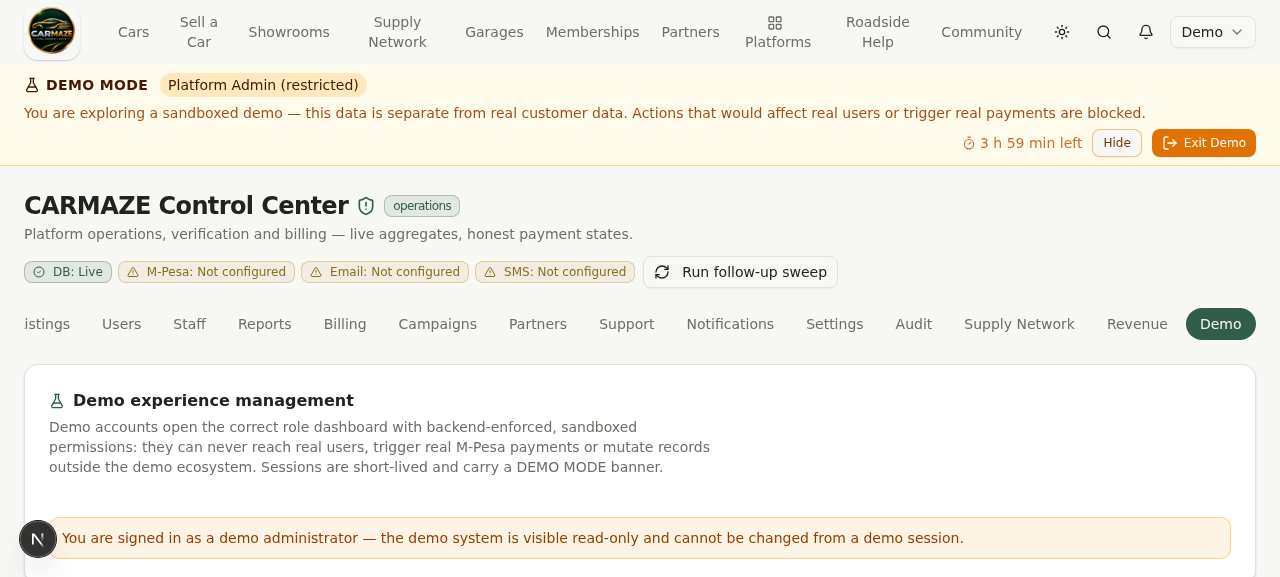 CARMAZE
Cars
Sell a Car
Showrooms
Supply Network
Garages
Memberships
Partners
Platforms
Roadside Help
Community
Demo
DEMO MODE
Platform Admin (restricted)
You are exploring a sandboxed demo — this data is separate from real customer data. Actions that would affect real users or trigger real payments are blocked.
3 h 59 min left
Hide
Exit Demo
CARMAZE Control Center
operations
Platform operations, verification and billing — live aggregates, honest payment states.
DB: Live
M-Pesa: Not configured
Email: Not configured
SMS: Not configured
Run follow-up sweep
istings
Users
Staff
Reports
Billing
Campaigns
Partners
Support
Notifications
Settings
Audit
Supply Network
Revenue
Demo
Demo experience management
Demo accounts open the correct role dashboard with backend-enforced, sandboxed
permissions: they can never reach real users, trigger real M-Pesa payments or mutate records
outside the demo ecosystem. Sessions are short-lived and carry a DEMO MODE banner.
N
You are signed in as a demo administrator — the demo system is visible read-only and cannot be changed from a demo session.